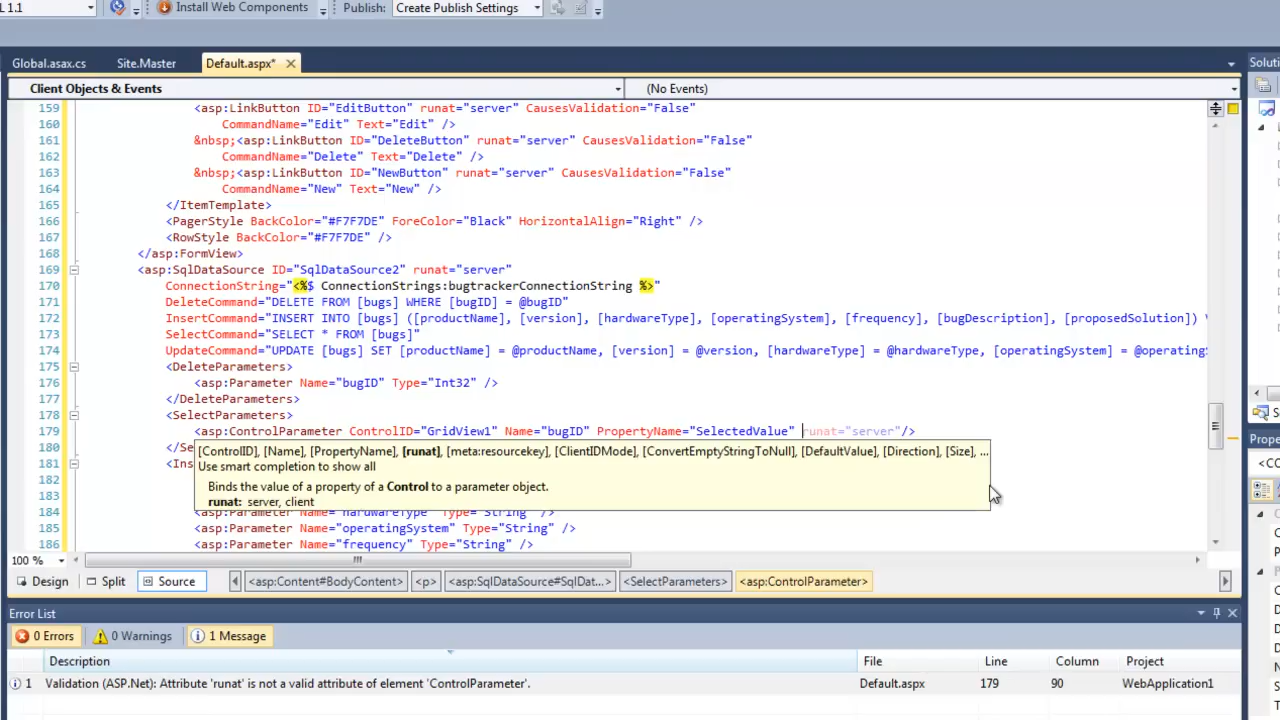 1.1 Install Web Components Publish: Create Publish Settings
Global.asax.cs Site.Master Default.aspx* Soluti
Client Objects & Events (No Events)
159 <asp:LinkButton ID="EditButton" runat="server" CausesValidation="False"
160 CommandName="Edit" Text="Edit" />
161 &nbsp;<asp:LinkButton ID="DeleteButton" runat="server" CausesValidation="False"
162 CommandName="Delete" Text="Delete" />
163 &nbsp;<asp:LinkButton ID="NewButton" runat="server" CausesValidation="False"
164 CommandName="New" Text="New" />
165 </ItemTemplate>
166 <PagerStyle BackColor="#F7F7DE" ForeColor="Black" HorizontalAlign="Right" />
167 <RowStyle BackColor="#F7F7DE" />
168 </asp:FormView>
169 <asp:SqlDataSource ID="SqlDataSource2" runat="server"
170 ConnectionString="<%$ ConnectionStrings:bugtrackerConnectionString %>"
171 DeleteCommand="DELETE FROM [bugs] WHERE [bugID] = @bugID"
172 InsertCommand="INSERT INTO [bugs] ([productName], [version], [hardwareType], [operatingSystem], [frequency], [bugDescription], [proposedSolution]) V
173 SelectCommand="SELECT * FROM [bugs]"
174 UpdateCommand="UPDATE [bugs] SET [productName] = @productName, [version] = @version, [hardwareType] = @hardwareType, [operatingSystem] = @operatingS
175 <DeleteParameters>
176 <asp:Parameter Name="bugID" Type="Int32" />
177 </DeleteParameters>
178 <SelectParameters>
179 <asp:ControlParameter ControlID="GridView1" Name="bugID" PropertyName="SelectedValue" runat="server"/>
180 </Se
[ControlID], [Name], [PropertyName], [runat], [meta:resourcekey], [ClientIDMode], [ConvertEmptyStringToNull], [DefaultValue], [Direction], [Size], ...
181 <Ins
Use smart completion to show all
182
Binds the value of a property of a Control to a parameter object.
183
runat: server, client
184 <asp:Parameter Name="hardwareType" Type="String" />
185 <asp:Parameter Name="operatingSystem" Type="String" />
186 <asp:Parameter Name="frequency" Type="String" />
100 %
Design Split Source <asp:Content#BodyContent> <p> <asp:SqlDataSource#SqlDat...> <SelectParameters> <asp:ControlParameter>
Error List
0 Errors 0 Warnings 1 Message
Description File Line Column Project
1 Validation (ASP.Net): Attribute 'runat' is not a valid attribute of element 'ControlParameter'. Default.aspx 179 90 WebApplication1
Prope
<CO